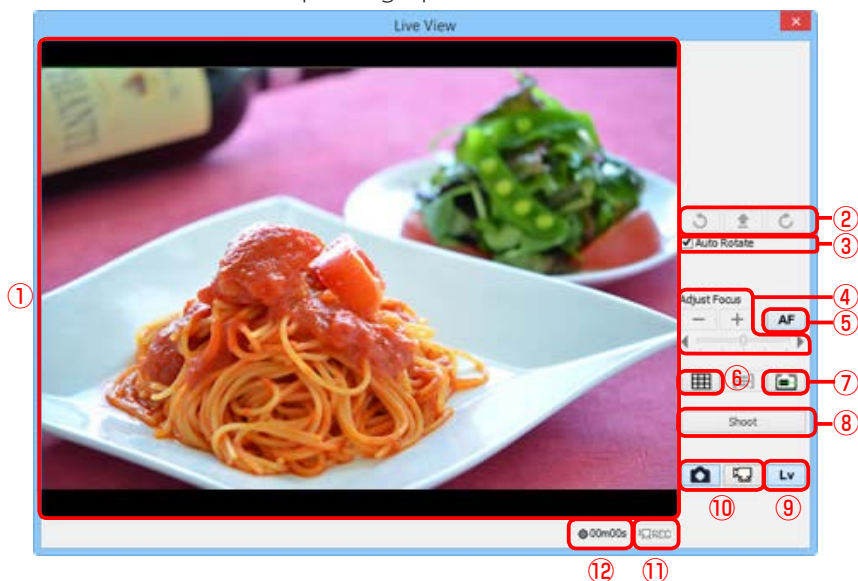 Live View
①
②
Auto Rotate
③
Adjust Focus
④
− + AF
⑤
⑥
⑦
Shoot
⑧
Lv
⑩ ⑨
00m00s REC
⑫ ⑪